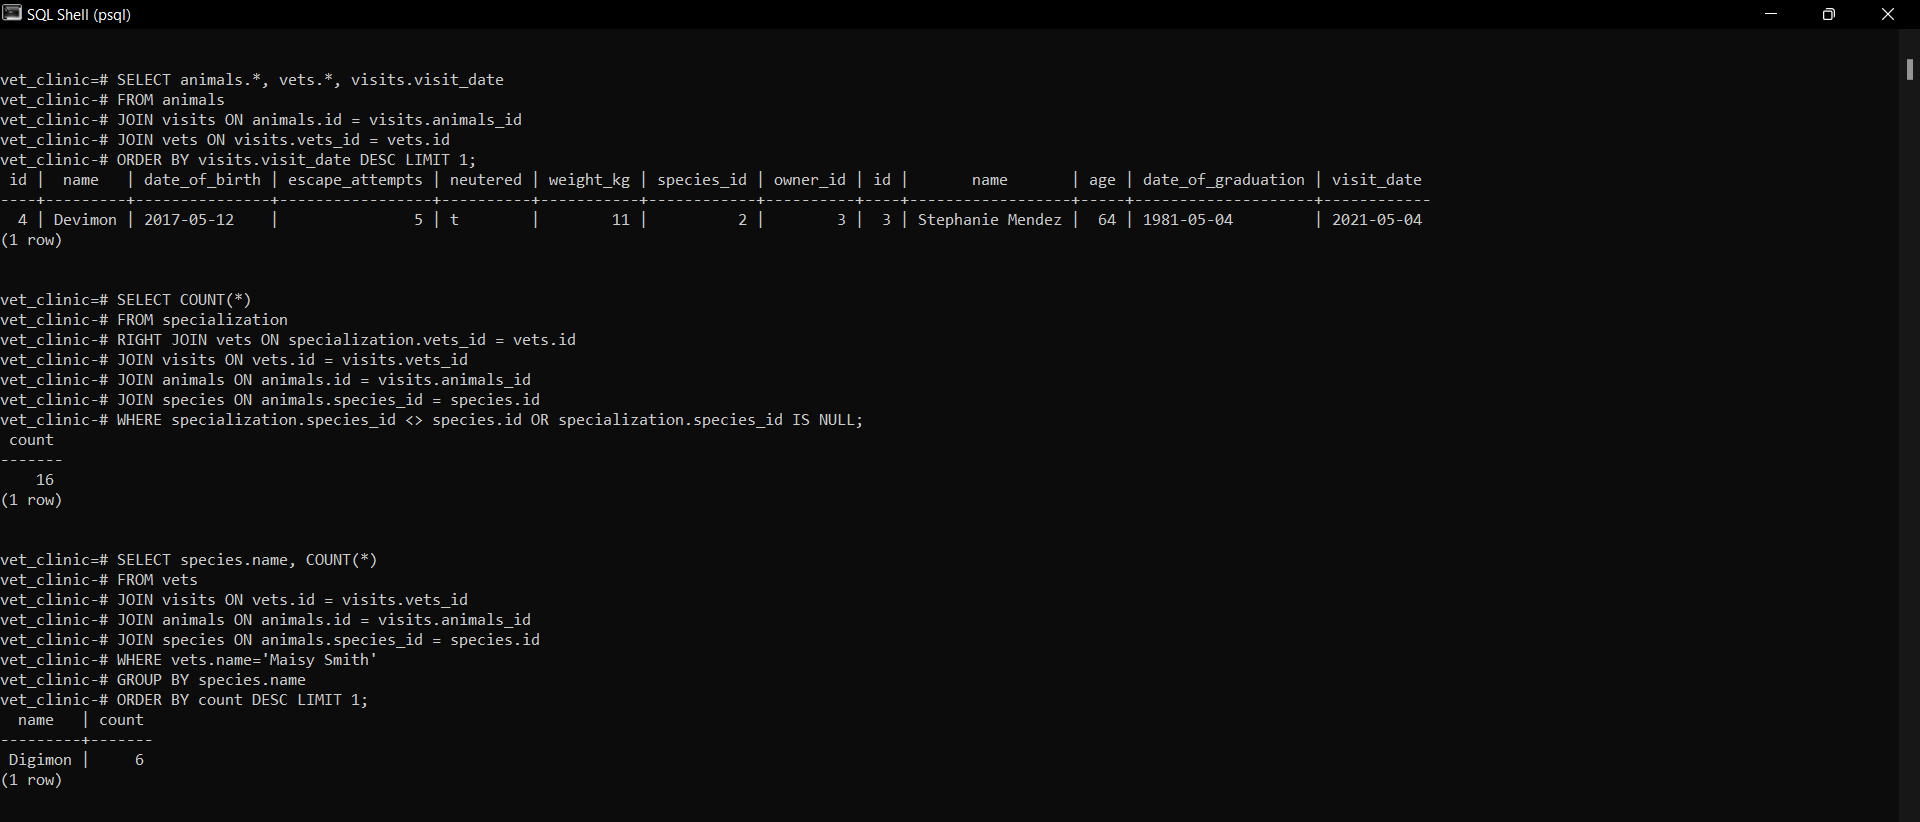 SQL Shell (psql)
vet_clinic=# SELECT animals.*, vets.*, visits.visit_date
vet_clinic-# FROM animals
vet_clinic-# JOIN visits ON animals.id = visits.animals_id
vet_clinic-# JOIN vets ON visits.vets_id = vets.id
vet_clinic-# ORDER BY visits.visit_date DESC LIMIT 1;
 id |  name   | date_of_birth | escape_attempts | neutered | weight_kg | species_id | owner_id | id |       name       | age | date_of_graduation | visit_date
----+---------+---------------+-----------------+----------+-----------+------------+----------+----+------------------+-----+--------------------+------------
  4 | Devimon | 2017-05-12    |               5 | t        |        11 |          2 |        3 |  3 | Stephanie Mendez |  64 | 1981-05-04         | 2021-05-04
(1 row)
vet_clinic=# SELECT COUNT(*)
vet_clinic-# FROM specialization
vet_clinic-# RIGHT JOIN vets ON specialization.vets_id = vets.id
vet_clinic-# JOIN visits ON vets.id = visits.vets_id
vet_clinic-# JOIN animals ON animals.id = visits.animals_id
vet_clinic-# JOIN species ON animals.species_id = species.id
vet_clinic-# WHERE specialization.species_id <> species.id OR specialization.species_id IS NULL;
 count
-------
    16
(1 row)
vet_clinic=# SELECT species.name, COUNT(*)
vet_clinic-# FROM vets
vet_clinic-# JOIN visits ON vets.id = visits.vets_id
vet_clinic-# JOIN animals ON animals.id = visits.animals_id
vet_clinic-# JOIN species ON animals.species_id = species.id
vet_clinic-# WHERE vets.name='Maisy Smith'
vet_clinic-# GROUP BY species.name
vet_clinic-# ORDER BY count DESC LIMIT 1;
  name   | count
---------+-------
 Digimon |     6
(1 row)